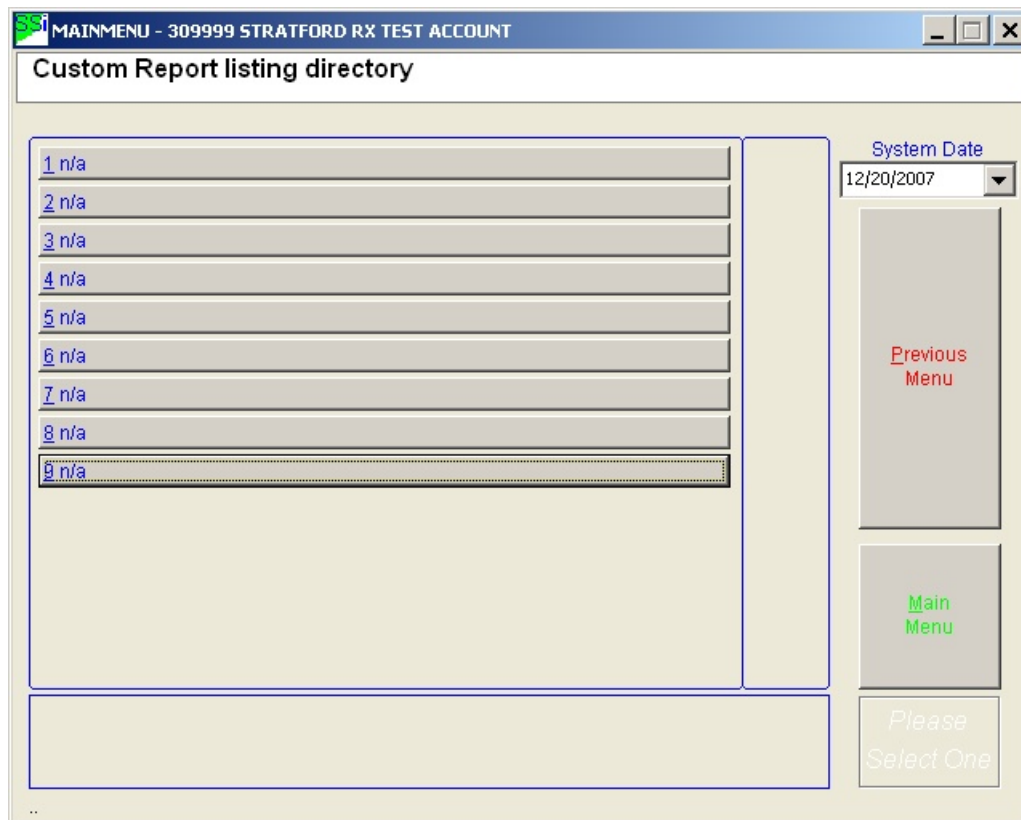 SSi MAINMENU - 309999 STRATFORD RX TEST ACCOUNT
Custom Report listing directory
System Date
12/20/2007
1 n/a
2 n/a
3 n/a
4 n/a
5 n/a
6 n/a
7 n/a
8 n/a
9 n/a
Previous
Menu
Main
Menu
Please
Select One
..